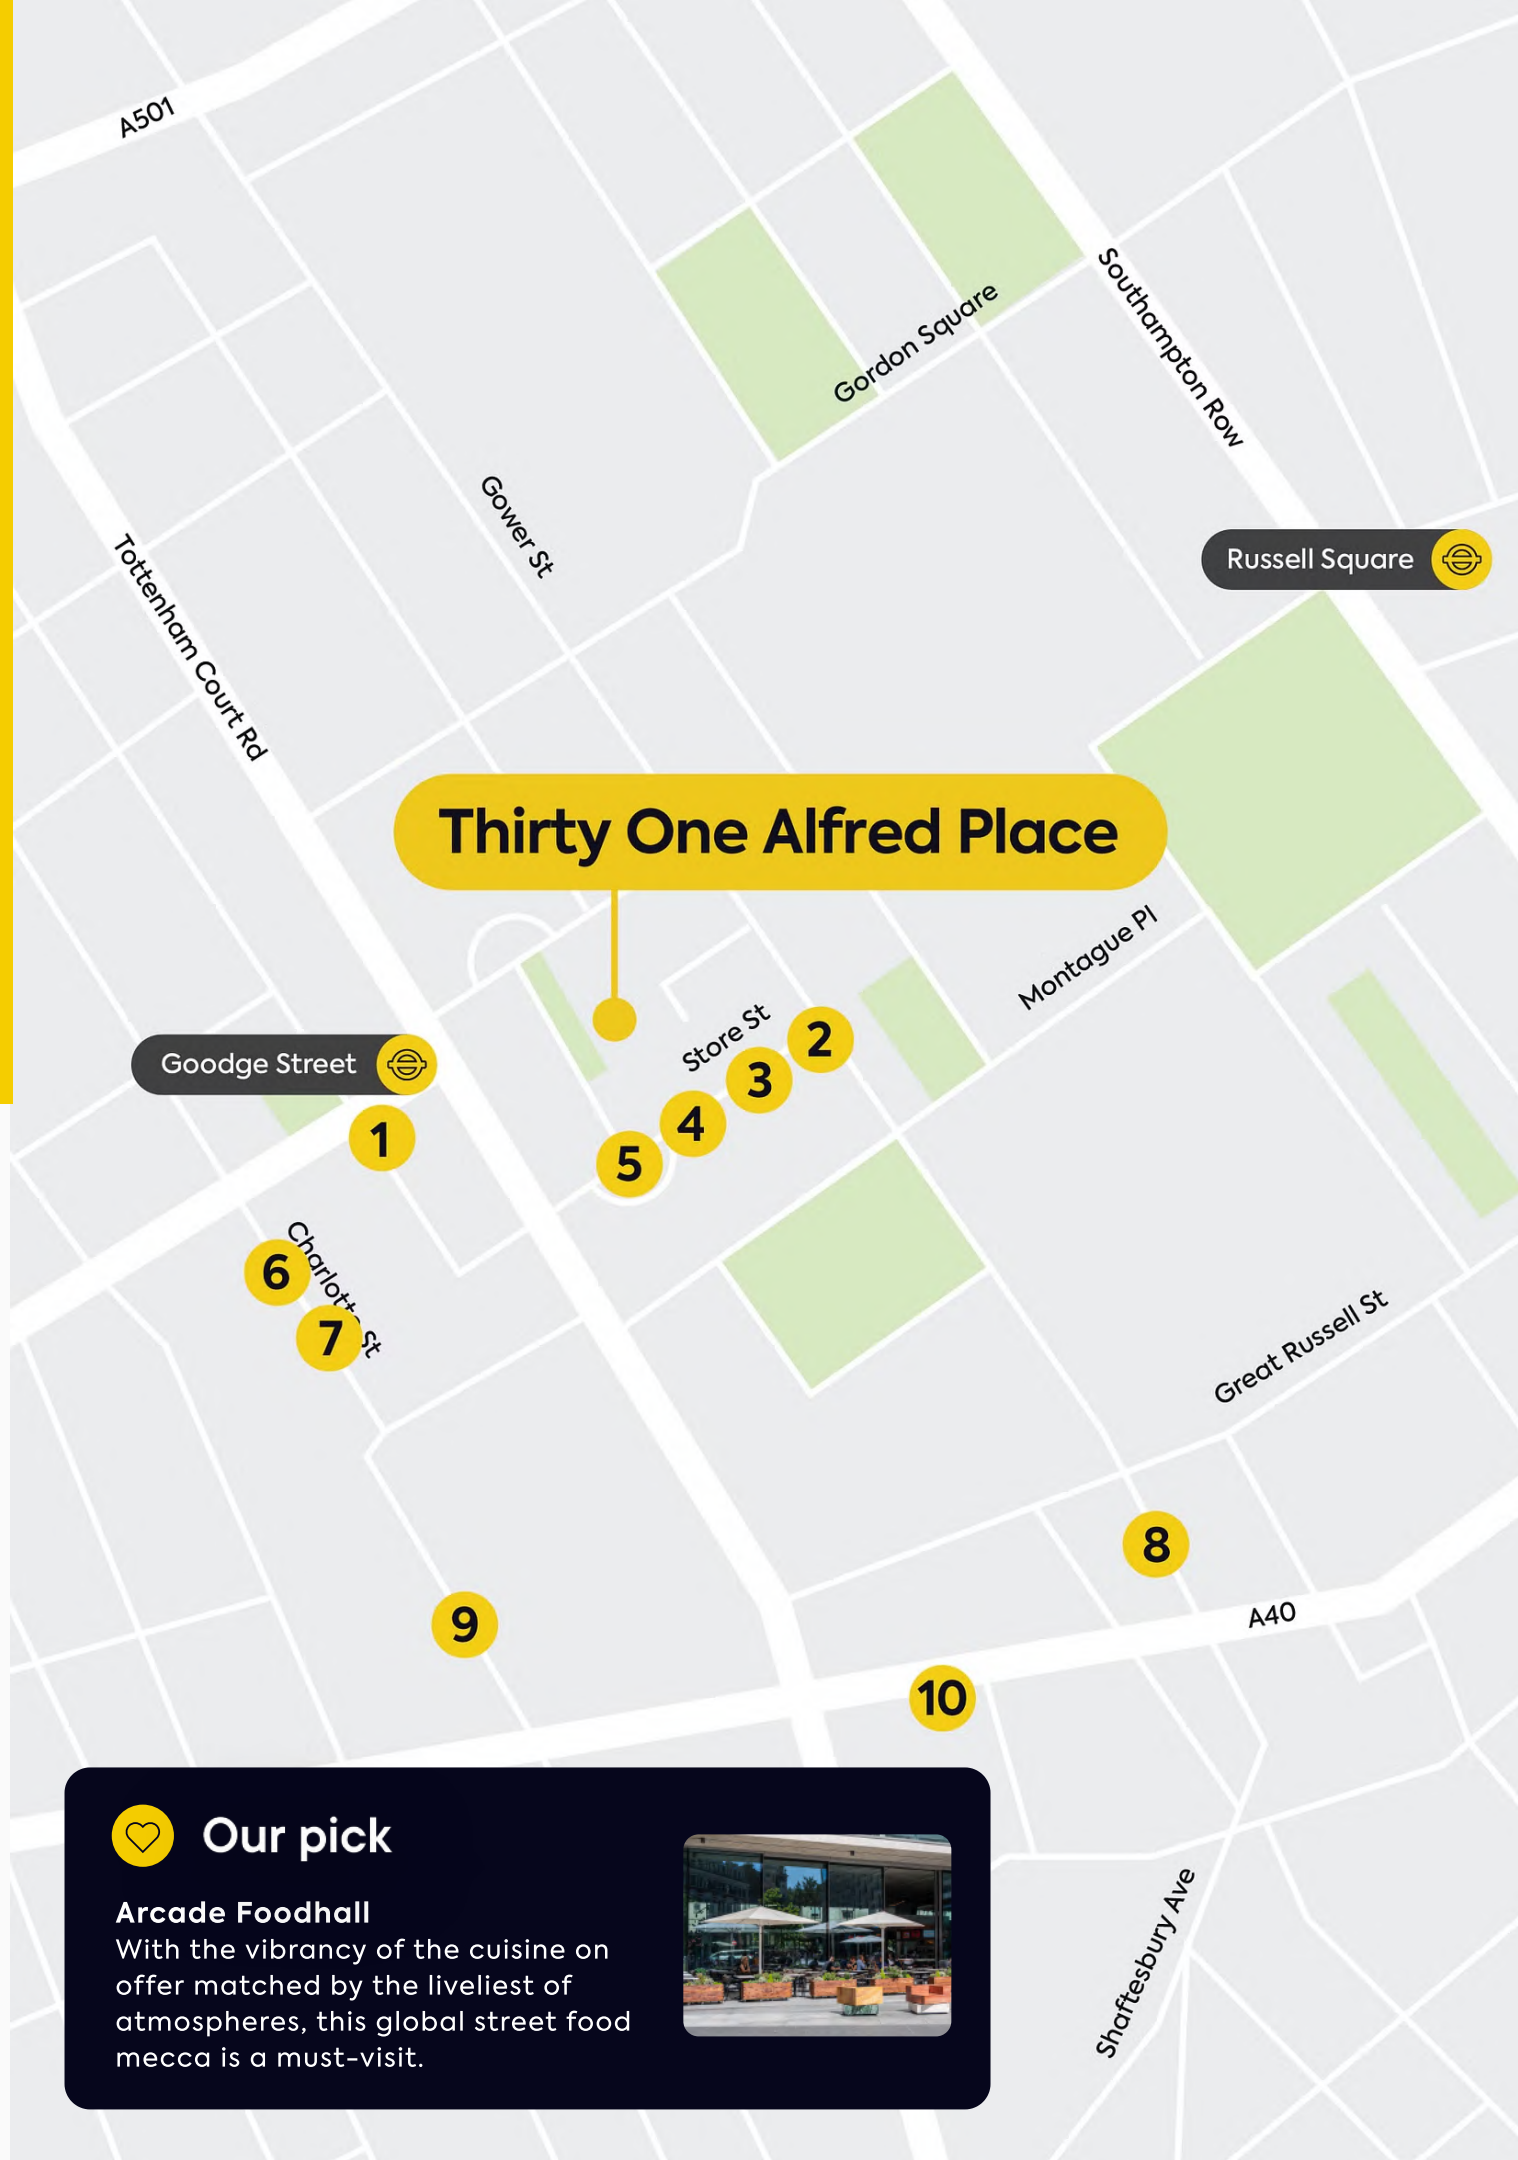 A501
Southampton Row
Gordon Square
Gower St
Russell Square
Tottenham Court Rd
Thirty One Alfred Place
Montague Pl
Store St
2
Goodge Street
3
4
1
5
Charlotte St
6
7
Great Russell St
8
A40
9
10
Our pick
Arcade Foodhall
With the vibrancy of the cuisine on
offer matched by the liveliest of
atmospheres, this global street food
mecca is a must-visit.
Shaftesbury Ave